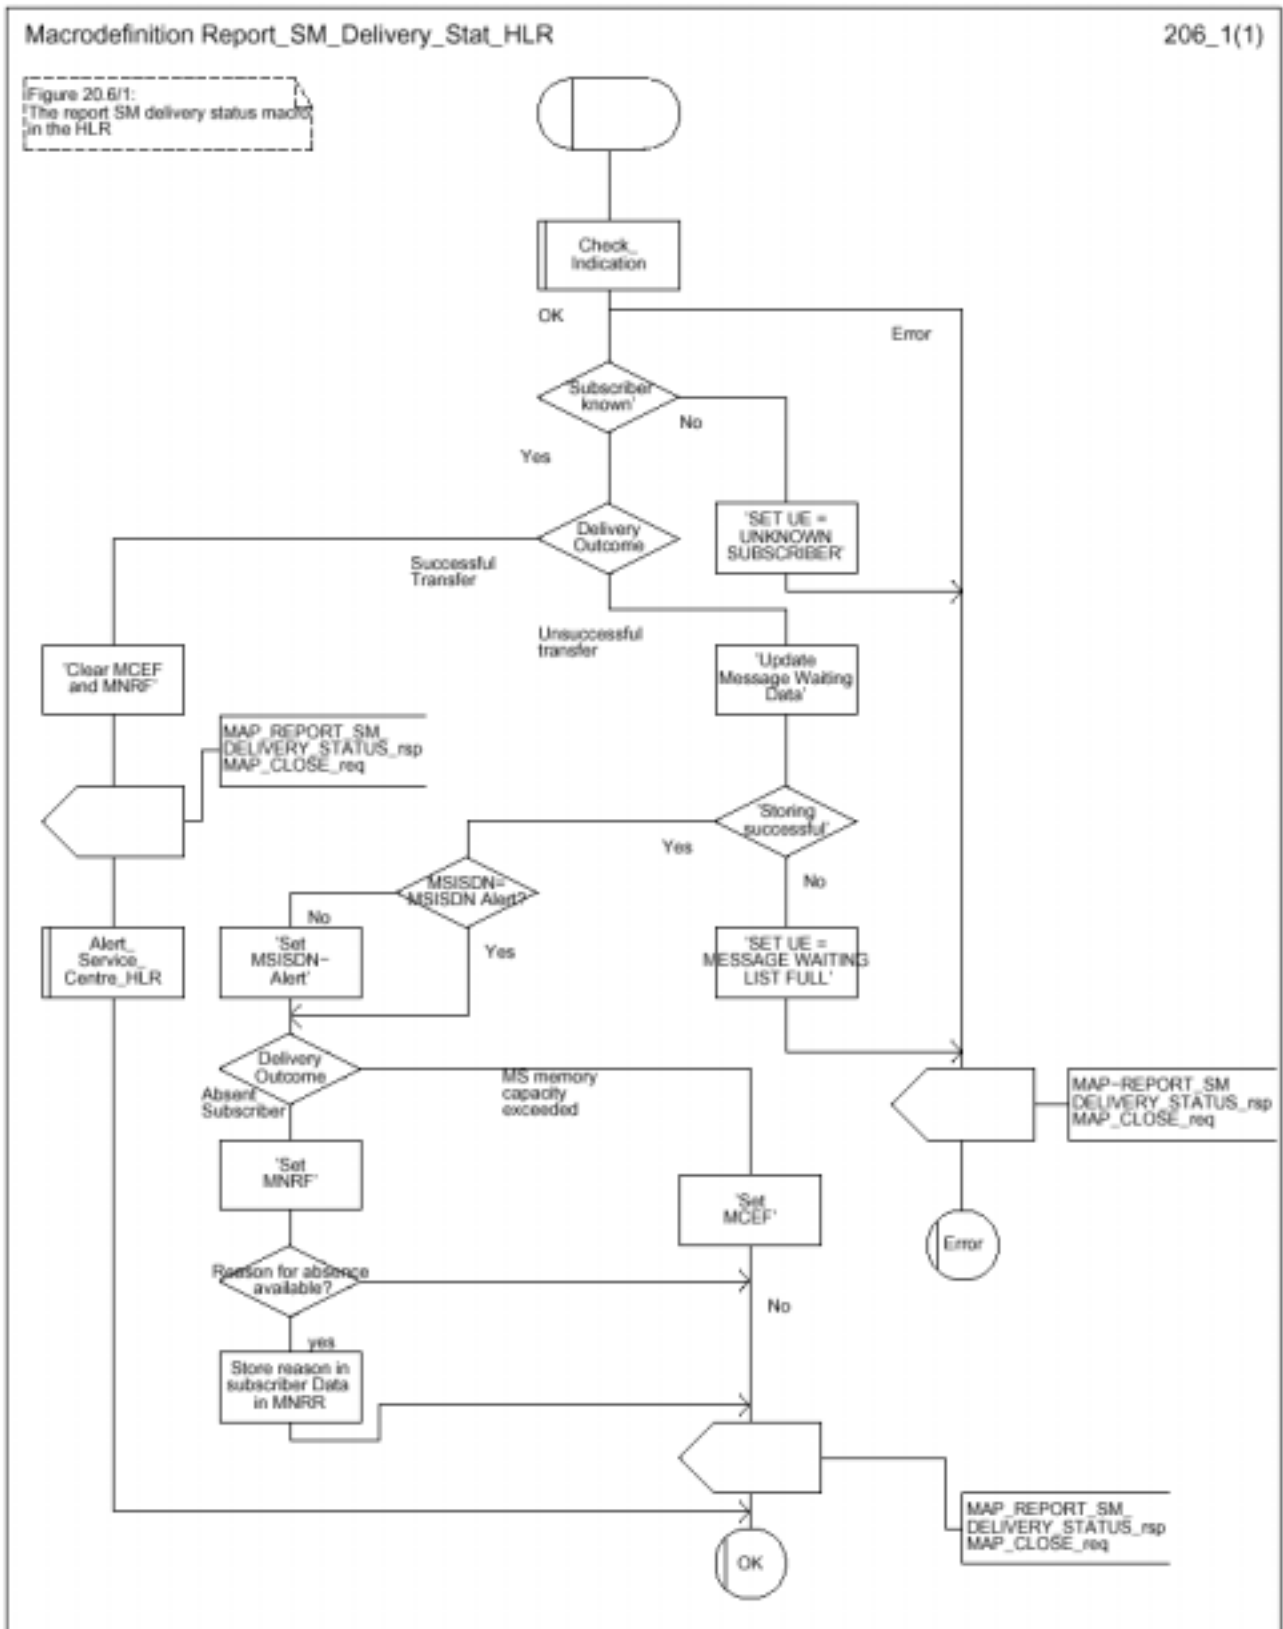 Macrodefinition Report_SM_Delivery_Stat_HLR
206_1(1)
Figure 20.6/1:
The report SM delivery status macro
in the HLR
Check_
Indication
OK
Error
'Subscriber
known'
No
Yes
Delivery
Outcome
'SET UE =
UNKNOWN
SUBSCRIBER'
Successful
Transfer
Unsuccessful
transfer
'Clear MCEF
and MNRF'
'Update
Message Waiting
Data'
MAP_REPORT_SM_
DELIVERY_STATUS_rsp
MAP_CLOSE_req
'Storing
successful'
Yes
No
MSISDN=
MSISDN Alert?
No
Yes
Alert_
Service_
Centre_HLR
'Set
MSISDN-
Alert'
'SET UE =
MESSAGE WAITING
LIST FULL'
Delivery
Outcome
Absent
Subscriber
MS memory
capacity
exceeded
MAP-REPORT_SM
DELIVERY_STATUS_rsp
MAP_CLOSE_req
'Set
MNRF'
'Set
MCEF'
Error
Reason for absence
available?
No
yes
Store reason in
subscriber Data
in MNRR
MAP_REPORT_SM_
DELIVERY_STATUS_rsp
MAP_CLOSE_req
OK